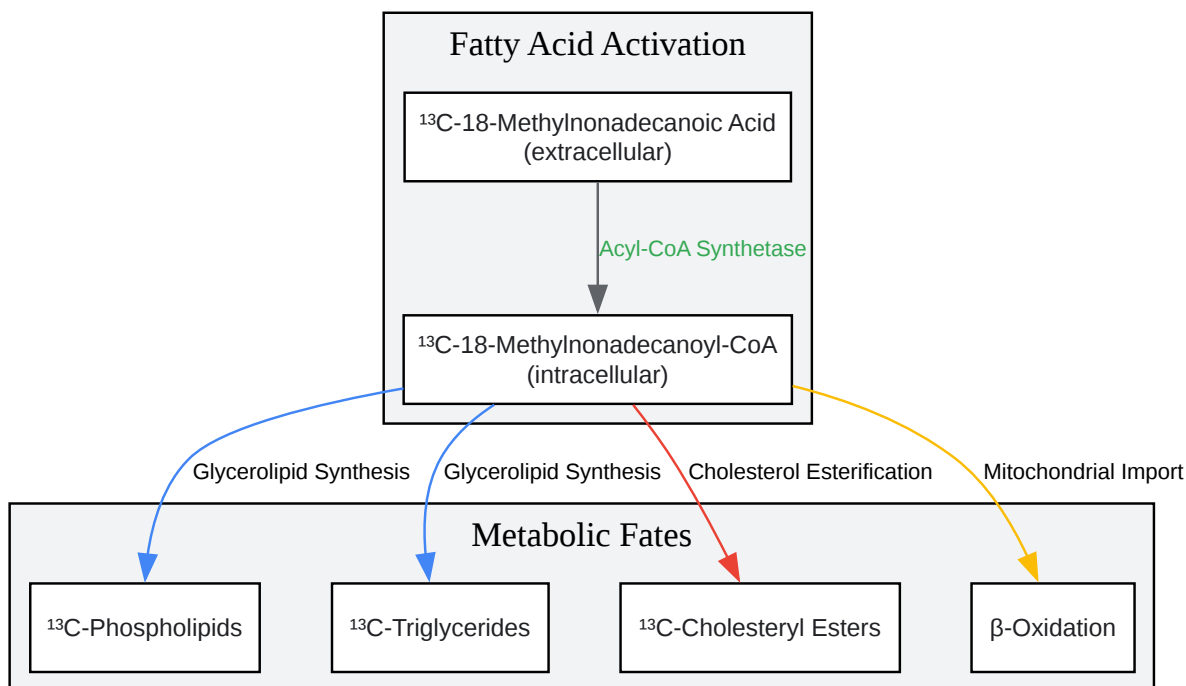 Fatty Acid Activation
¹³C-18-Methylnonadecanoic Acid
(extracellular)
Acyl-CoA Synthetase
¹³C-18-Methylnonadecanoyl-CoA
(intracellular)
Glycerolipid Synthesis
Glycerolipid Synthesis
Cholesterol Esterification
Mitochondrial Import
Metabolic Fates
¹³C-Phospholipids
¹³C-Triglycerides
¹³C-Cholesteryl Esters
β-Oxidation